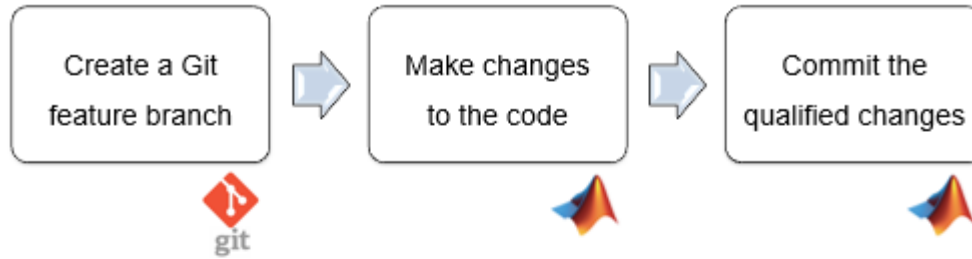 Create a Git
feature branch
Make changes
to the code
Commit the
qualified changes
git